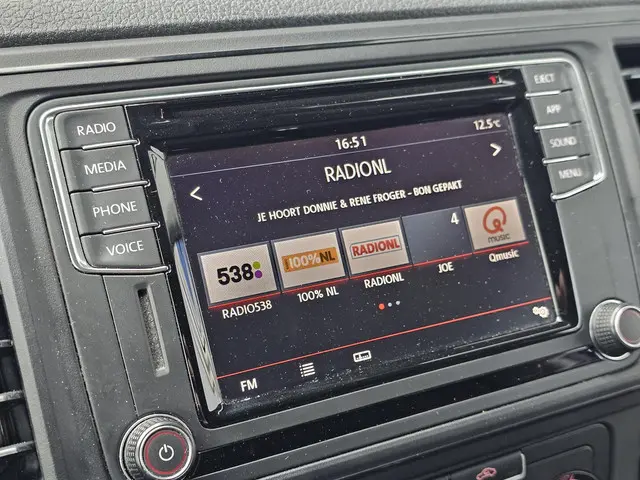 RADIO
MEDIA
PHONE
VOICE
EJECT
APP
SOUND
MENU
16:51
12.5°C
RADIONL
JE HOORT DONNIE & RENE FROGER - BON GEPAKT
538
100% NL
RADIONL
4
Q
music
RADIO538
100% NL
RADIONL
JOE
Qmusic
FM